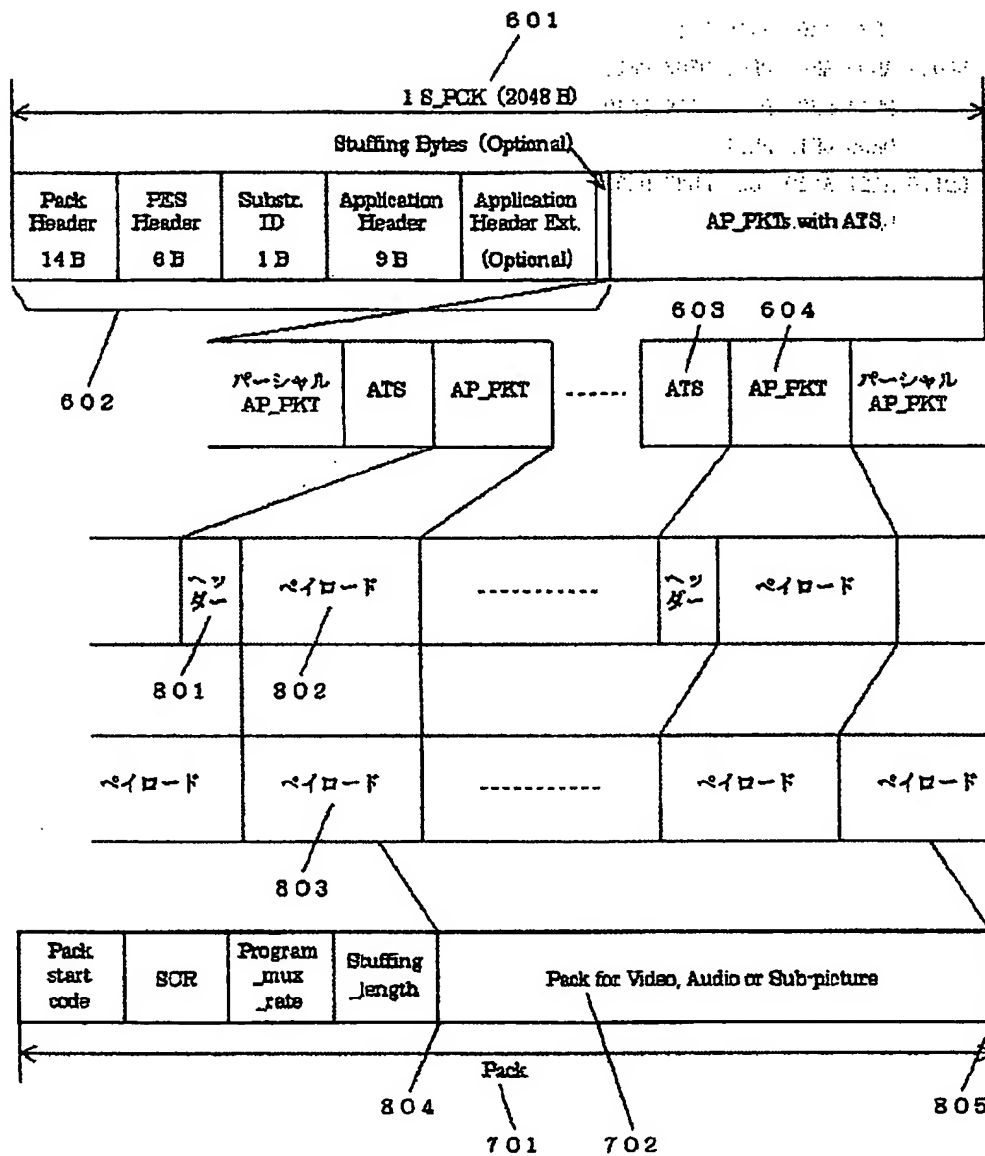 601
1 S_PCK (2048 B)
Stuffing Bytes (Optional)
Pack Header 14 B
PES Header 6 B
Substr. ID 1 B
Application Header 9 B
Application Header Ext. (Optional)
AP_PKTs with ATS
602
603
604
パーシャル AP_PKT
ATS
AP_PKT
ATS
AP_PKT
パーシャル AP_PKT
ヘッダー
ペイロード
ヘッダー
ペイロード
801
802
ペイロード
ペイロード
ペイロード
ペイロード
803
Pack start code
SCR
Program _mux _rate
Stuffing _length
Pack for Video, Audio or Sub-picture
Pack
804
701
702
805